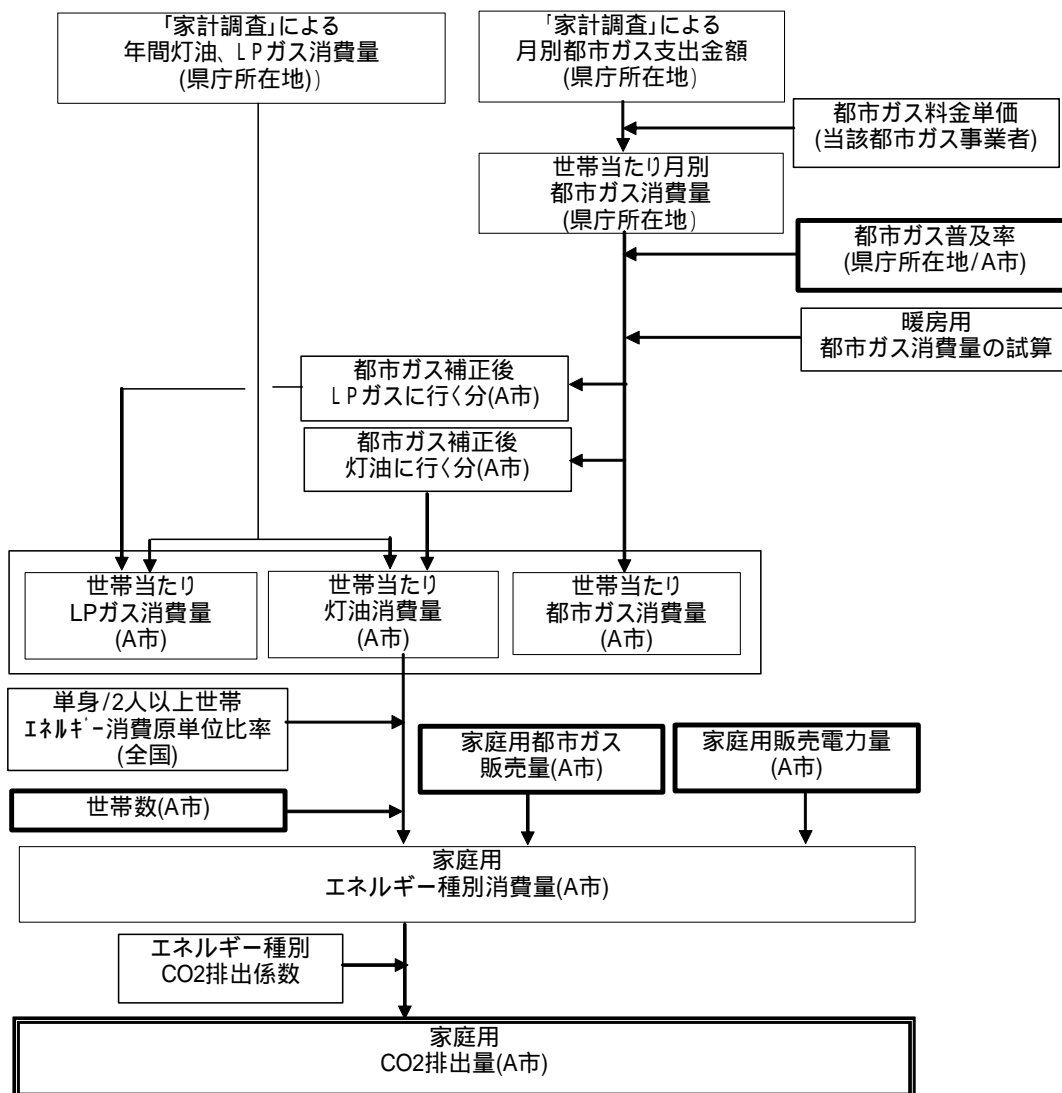 「家計調査」による
年間灯油、LPガス消費量
(県庁所在地))
「家計調査」による
月別都市ガス支出金額
(県庁所在地)
都市ガス料金単価
(当該都市ガス事業者)
世帯当たり月別
都市ガス消費量
(県庁所在地)
都市ガス普及率
(県庁所在地/A市)
暖房用
都市ガス消費量の試算
都市ガス補正後
LPガスに行く分(A市)
都市ガス補正後
灯油に行く分(A市)
世帯当たり
LPガス消費量
(A市)
世帯当たり
灯油消費量
(A市)
世帯当たり
都市ガス消費量
(A市)
単身/2人以上世帯
エネルギー消費原単位比率
(全国)
家庭用都市ガス
販売量(A市)
家庭用販売電力量
(A市)
世帯数(A市)
家庭用
エネルギー種別消費量(A市)
エネルギー種別
CO2排出係数
家庭用
CO2排出量(A市)